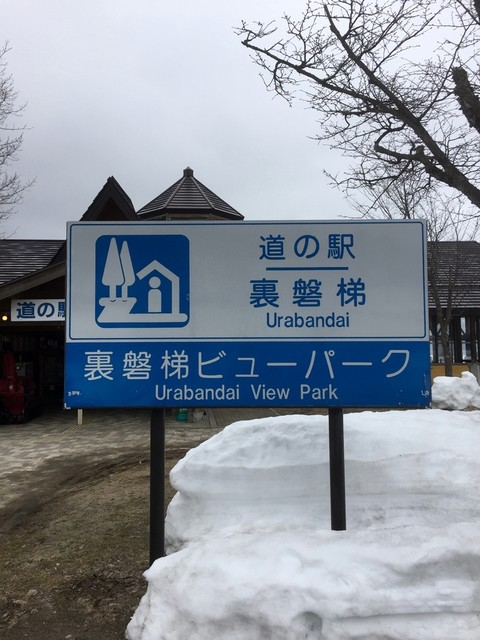 道の駅
裏磐梯
Urabandai
裏磐梯ビューパーク
Urabandai View Park
道の駅